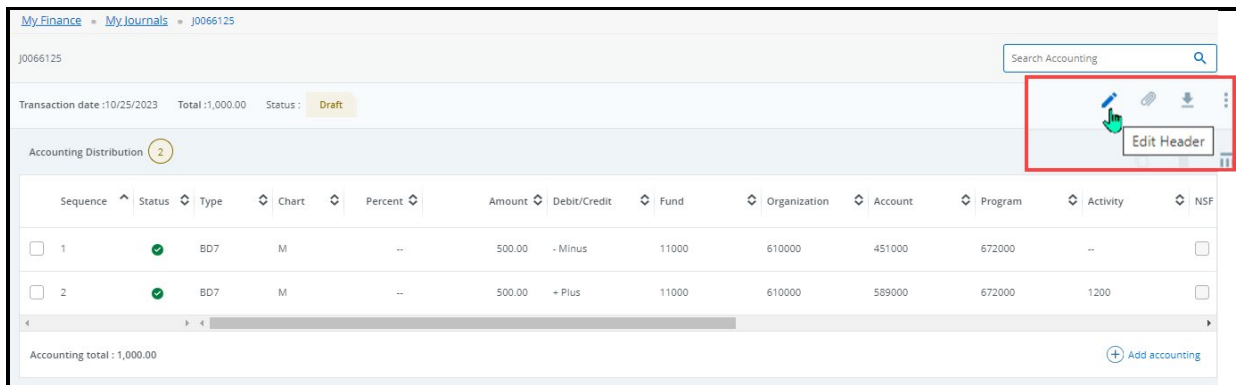 My Finance • My Journals • J0066125
J0066125 Search Accounting
Transaction date :10/25/2023 Total :1,000.00 Status : Draft
Edit Header
Accounting Distribution 2
Sequence Status Type Chart Percent Amount Debit/Credit Fund Organization Account Program Activity NSF
1 BD7 M -- 500.00 - Minus 11000 610000 451000 672000 --
2 BD7 M -- 500.00 + Plus 11000 610000 589000 672000 1200
Accounting total : 1,000.00 Add accounting